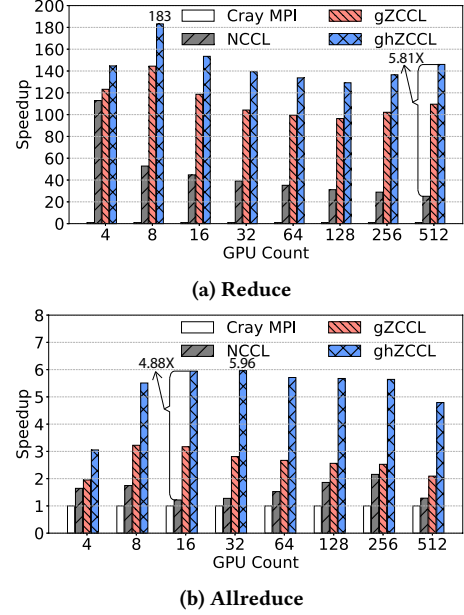 Cray MPI
NCCL
gZCCL
ghZCCL
183
5.81X
Speedup
200
180
160
140
120
100
80
60
40
20
0
4 8 16 32 64 128 256 512
GPU Count
(a) Reduce
Cray MPI
NCCL
gZCCL
ghZCCL
4.88X
5.96
Speedup
8
7
6
5
4
3
2
1
0
4 8 16 32 64 128 256 512
GPU Count
(b) Allreduce